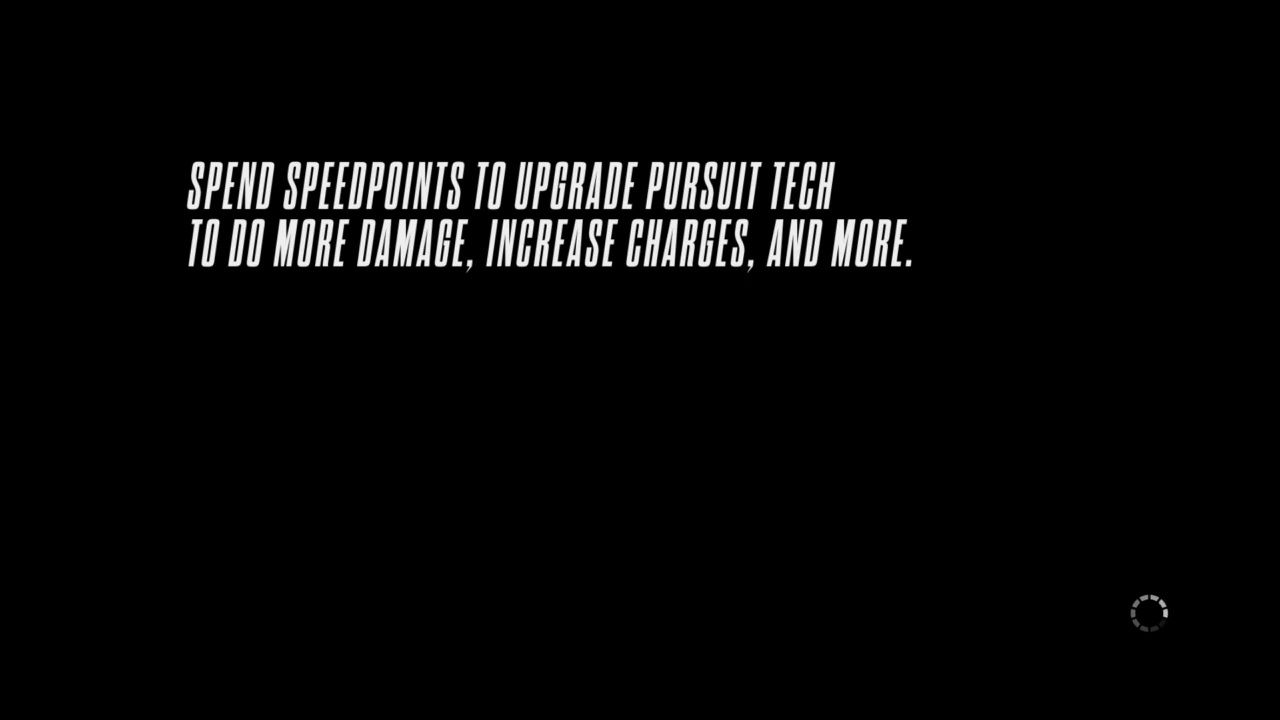 SPEND SPEEDPOINTS TO UPGRADE PURSUIT TECH
TO DO MORE DAMAGE, INCREASE CHARGES, AND MORE.